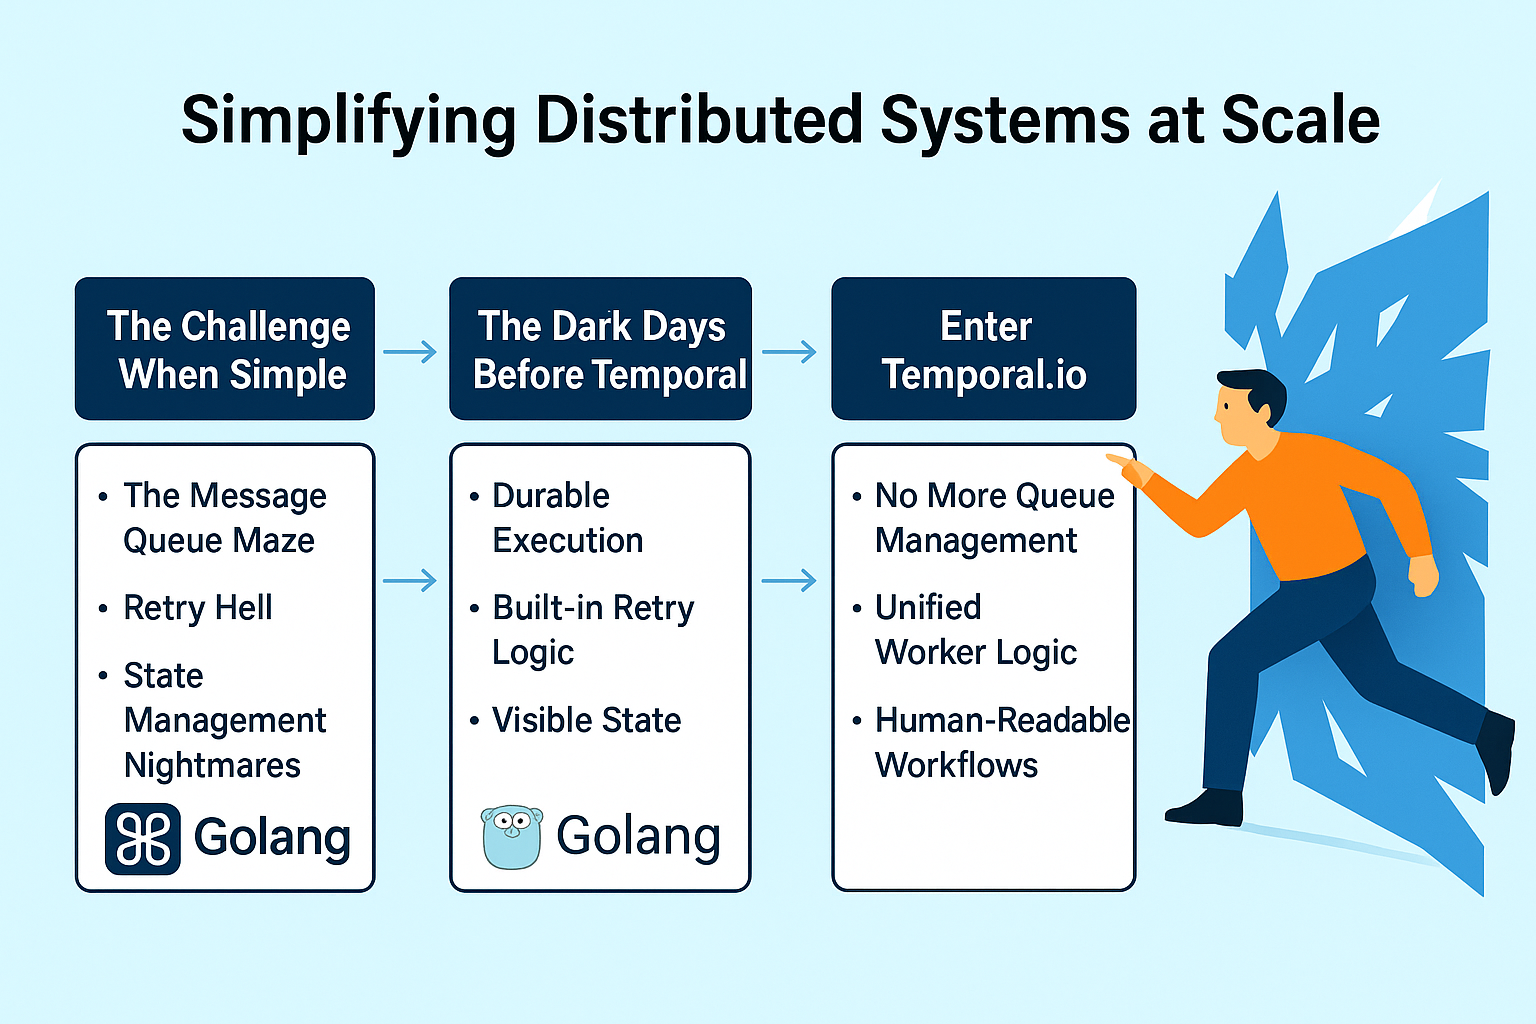 Simplifying Distributed Systems at Scale
The Challenge
When Simple
The Dark Days
Before Temporal
Enter
Temporal.io
• The Message
Queue Maze
• Retry Hell
• State
Management
Nightmares
Golang
• Durable
Execution
• Built-in Retry
Logic
• Visible State
Golang
• No More Queue
Management
• Unified
Worker Logic
• Human-Readable
Workflows